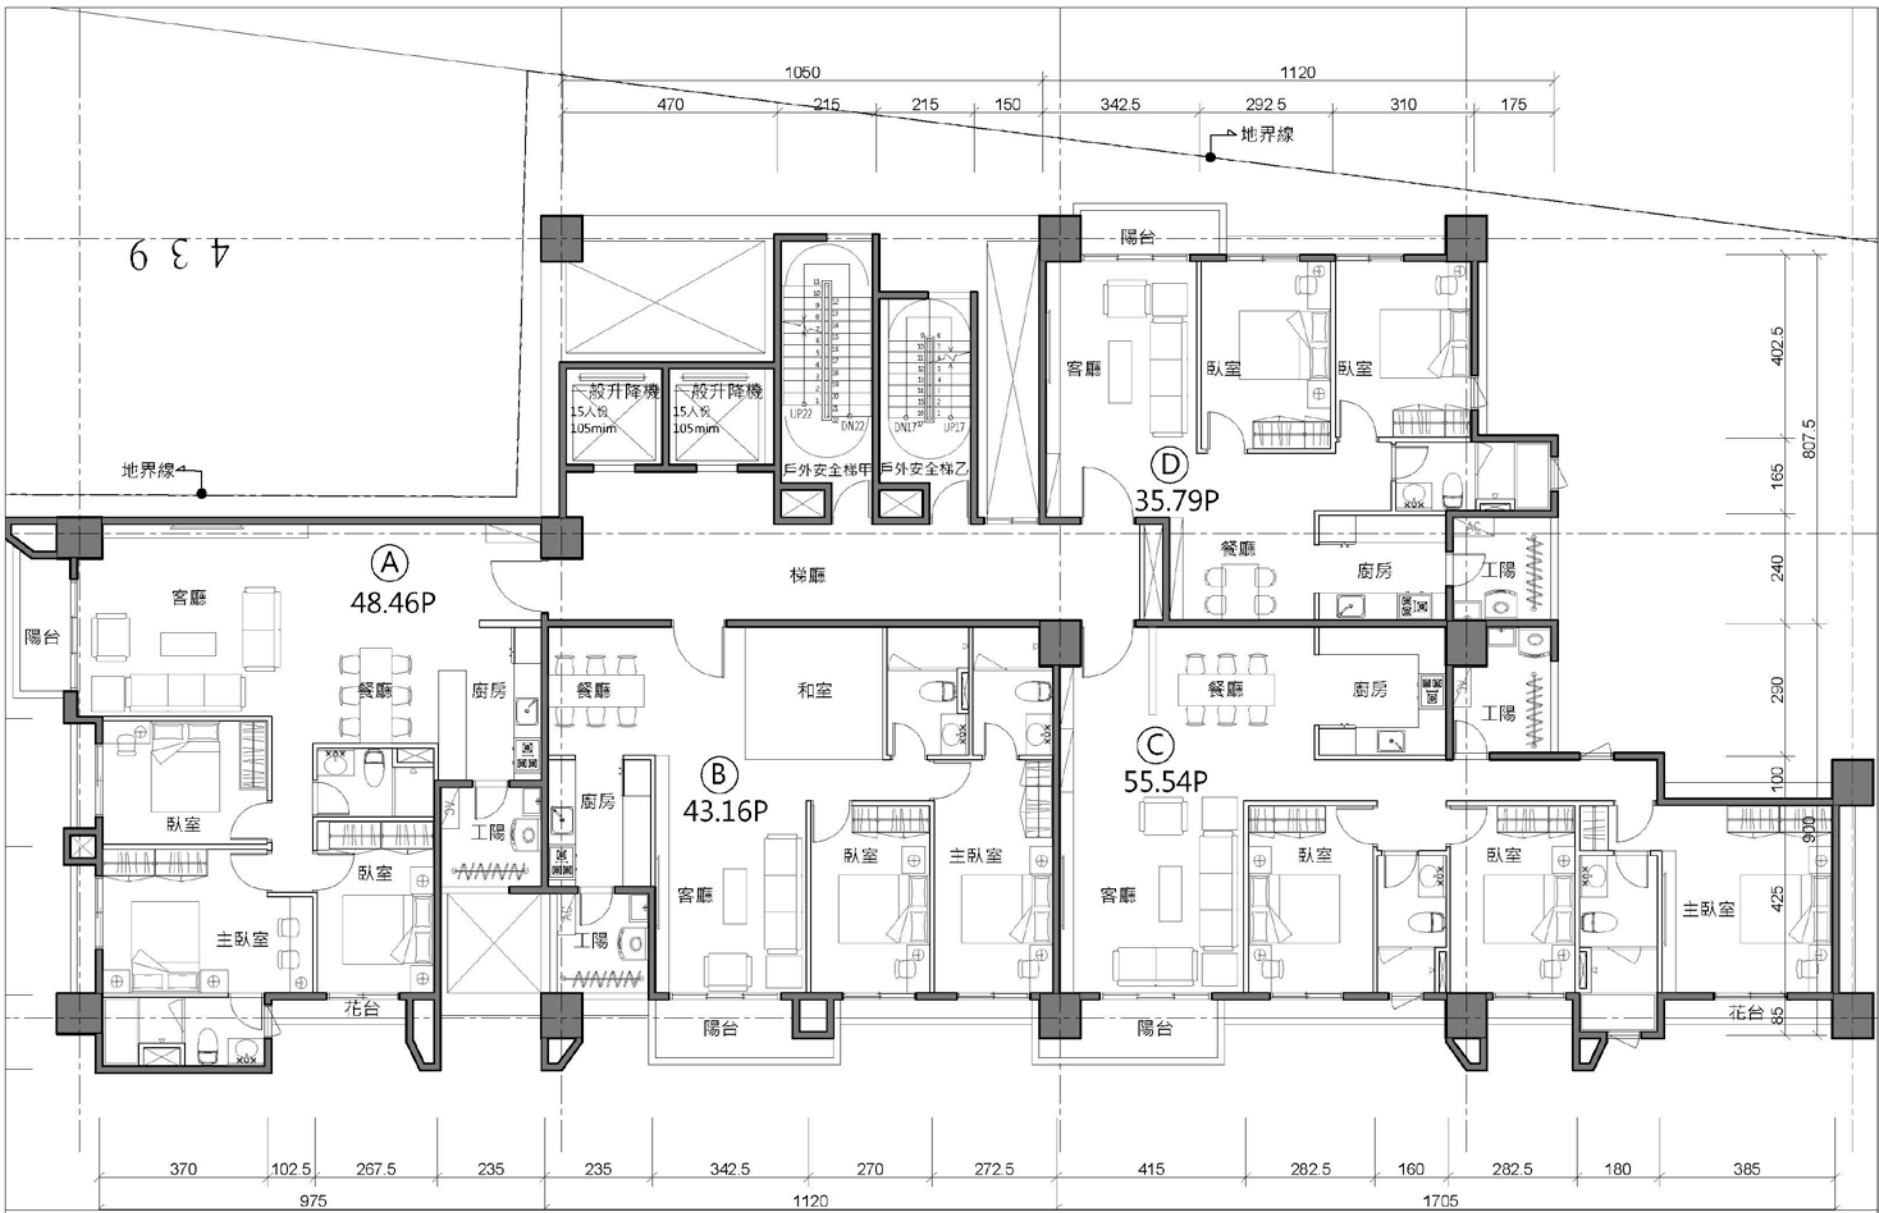 1050
1120
470
215
215
150
342.5
292.5
310
175
地界線
439
陽台
一般升降機
15人份
105mim
一般升降機
15人份
105mim
UP22
DN22
DN17
UP17
戶外安全梯甲
戶外安全梯乙
客廳
臥室
臥室
D
35.79P
402.5
807.5
165
240
290
100
900
425
85
地界線
A
48.46P
客廳
陽台
餐廳
廚房
梯廳
餐廳
廚房
AC
工陽
餐廳
和室
餐廳
廚房
AC
工陽
B
43.16P
C
55.54P
臥室
AC
工陽
廚房
臥室
主臥室
臥室
主臥室
客廳
客廳
臥室
臥室
主臥室
AC
工陽
花台
陽台
陽台
花台
370
102.5
267.5
235
235
342.5
270
272.5
415
282.5
160
282.5
180
385
975
1120
1705